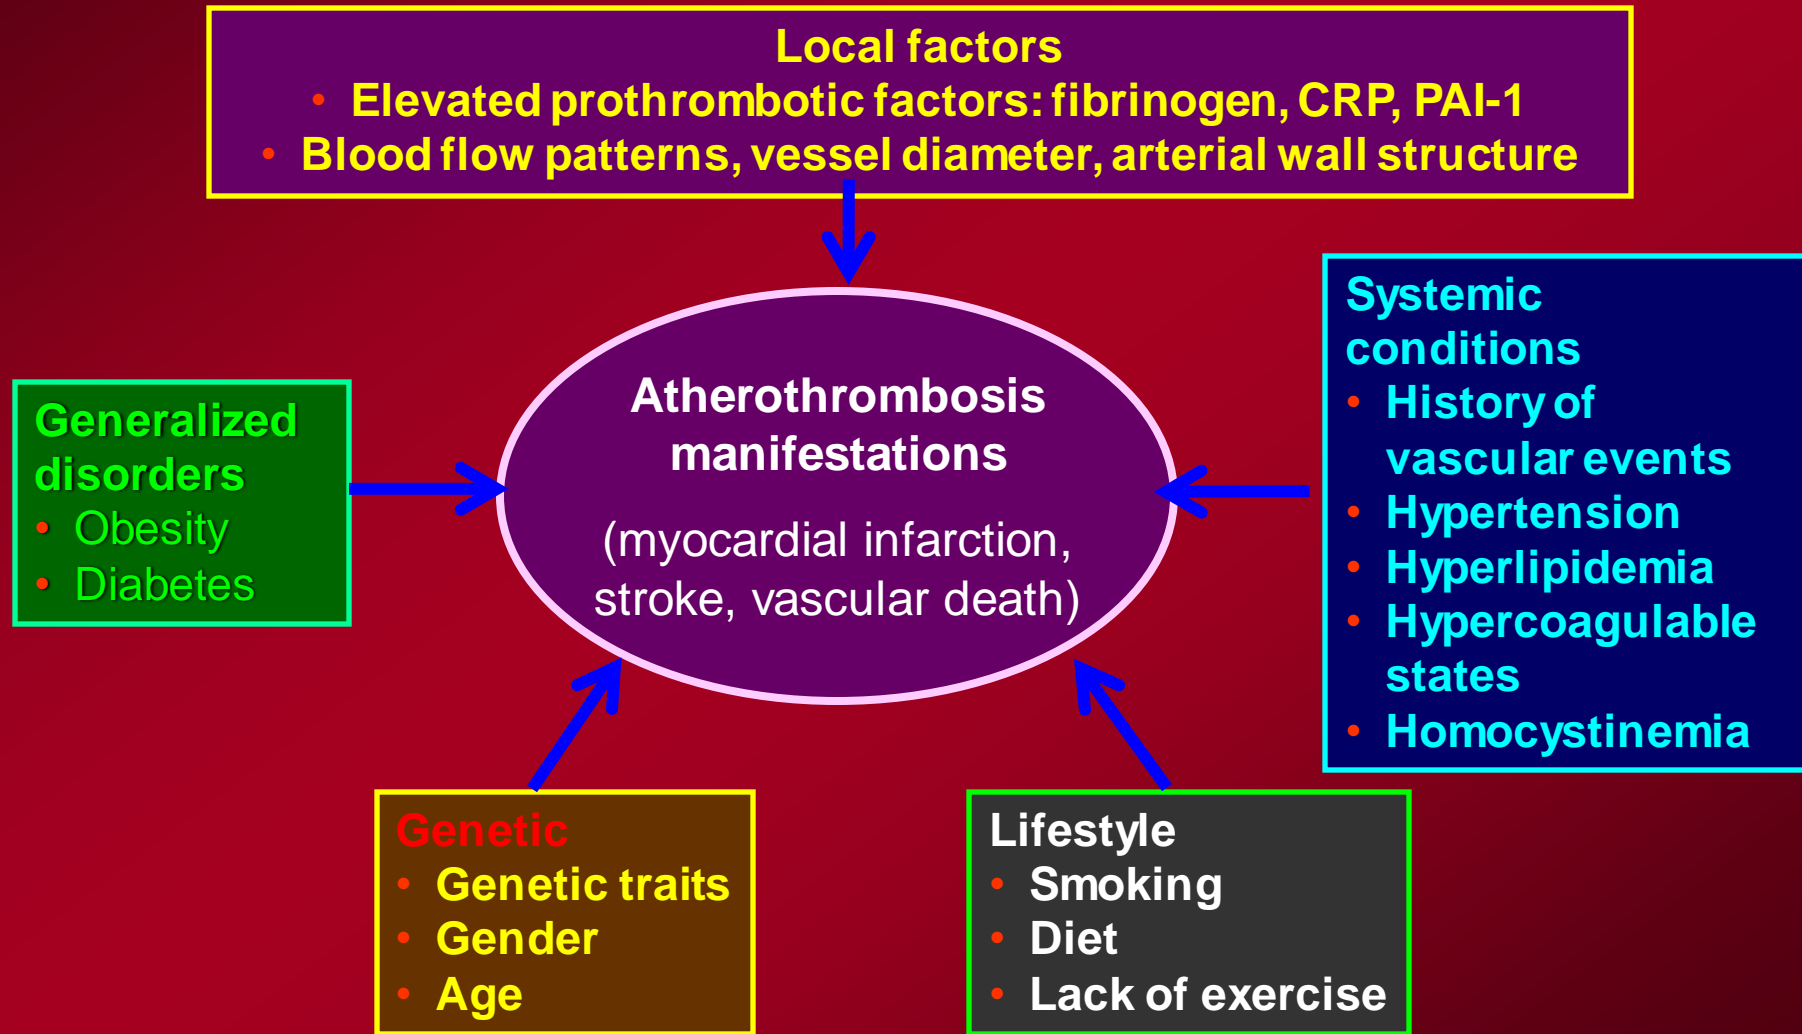 Local factors
• Elevated prothrombotic factors: fibrinogen, CRP, PAI-1
• Blood flow patterns, vessel diameter, arterial wall structure
Generalized
disorders
• Obesity
• Diabetes
Atherothrombosis
manifestations
(myocardial infarction,
stroke, vascular death)
Systemic
conditions
• History of
vascular events
• Hypertension
• Hyperlipidemia
• Hypercoagulable
states
• Homocystinemia
Genetic
• Genetic traits
• Gender
• Age
Lifestyle
• Smoking
• Diet
• Lack of exercise